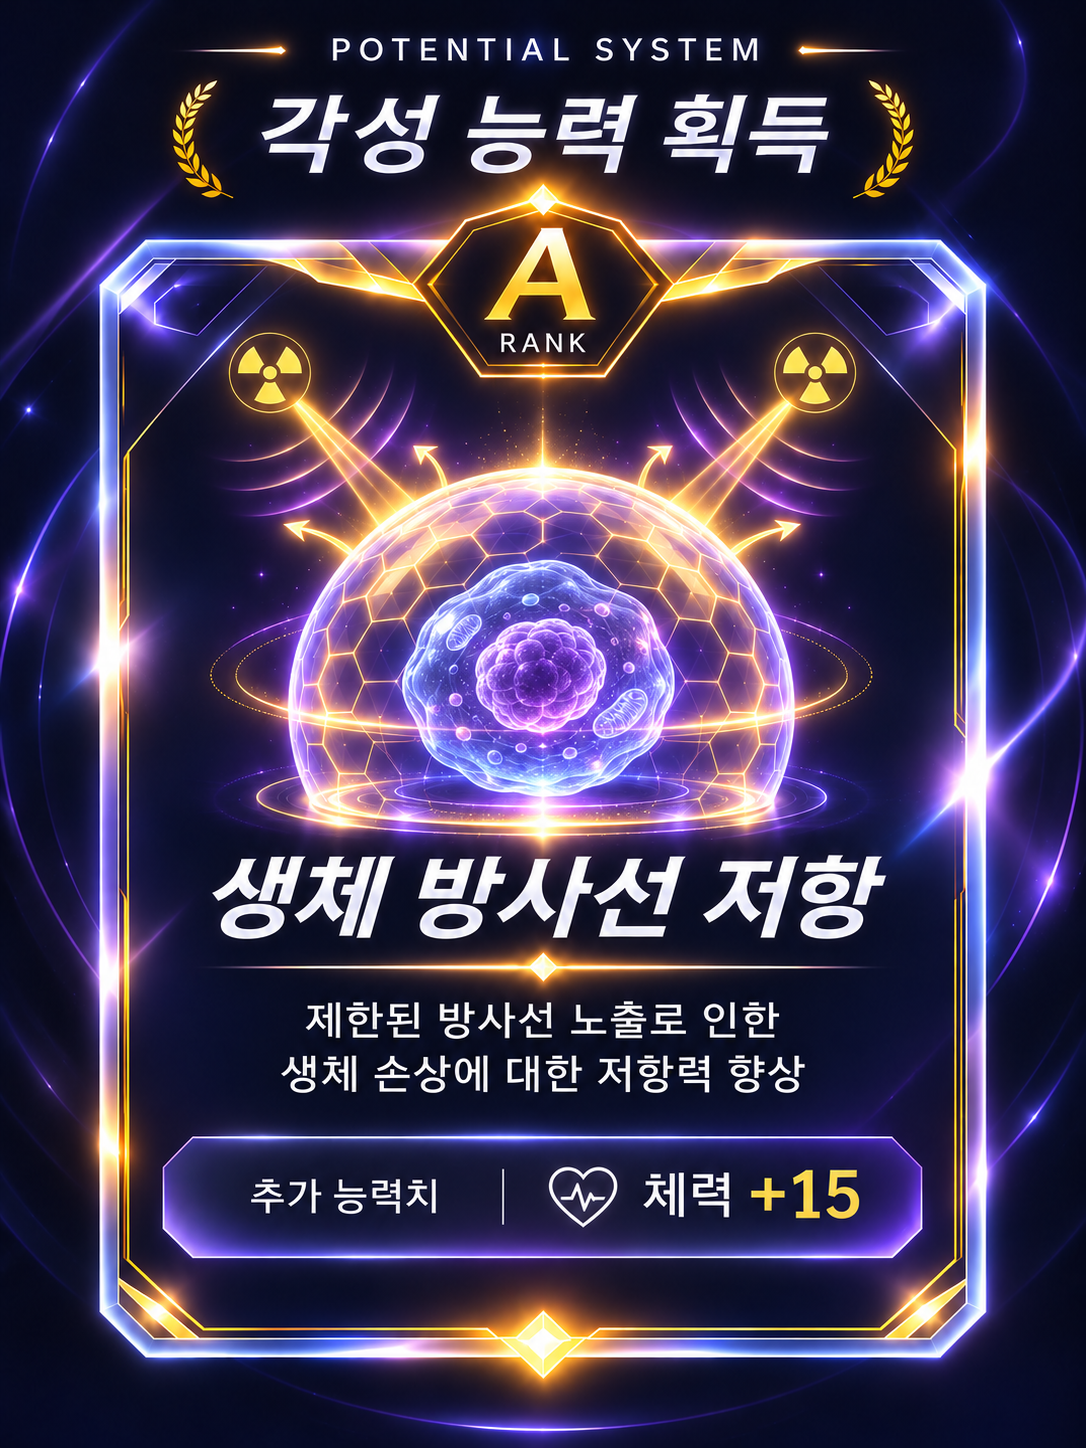 POTENTIAL SYSTEM
각성 능력 획득
A
RANK
생체 방사선 저항
제한된 방사선 노출로 인한
생체 손상에 대한 저항력 향상
추가 능력치
체력 +15